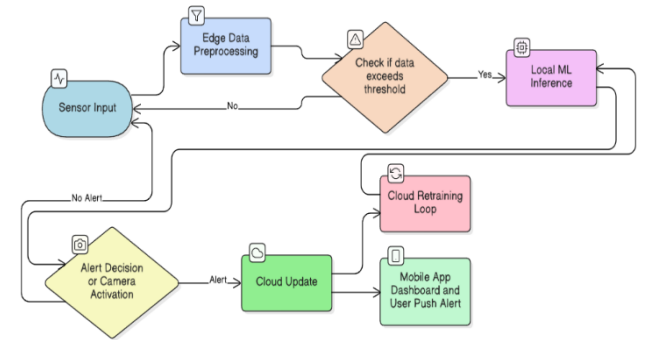 Edge Data
Preprocessing
Check if data
exceeds
threshold
Yes
Local ML
Inference
Sensor Input
No
No Alert
Cloud Retraining
Loop
Alert Decision
or Camera
Activation
Alert
Cloud Update
Mobile App
Dashboard and
User Push Alert